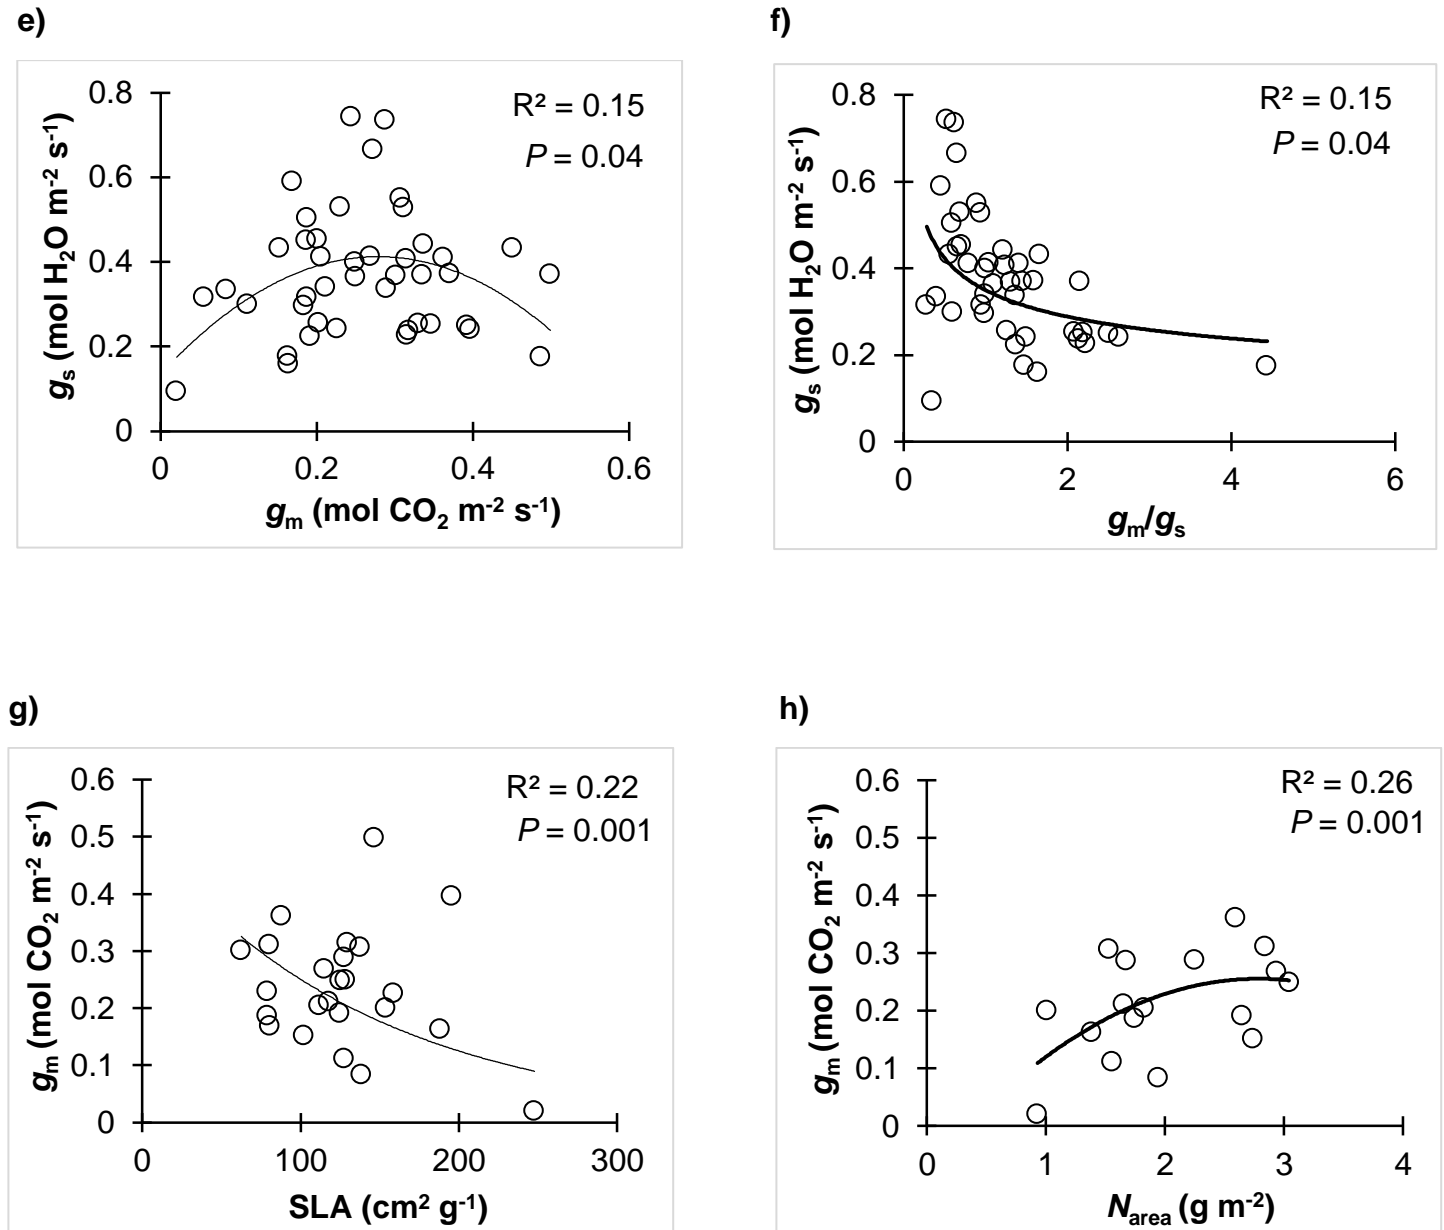 e)
0.8
0.6
0.4
0.2
0
0 0.2 0.4 0.6
gs (mol H2O m-2 s-1)
gm (mol CO2 m-2 s-1)
R² = 0.15
P = 0.04
f)
0.8
0.6
0.4
0.2
0
0 2 4 6
gs (mol H2O m-2 s-1)
gm/gs
R² = 0.15
P = 0.04
g)
0.6
0.5
0.4
0.3
0.2
0.1
0
0 100 200 300
gm (mol CO2 m-2 s-1)
SLA (cm2 g-1)
R² = 0.22
P = 0.001
h)
0.6
0.5
0.4
0.3
0.2
0.1
0
0 1 2 3 4
gm (mol CO2 m-2 s-1)
Narea (g m-2)
R² = 0.26
P = 0.001